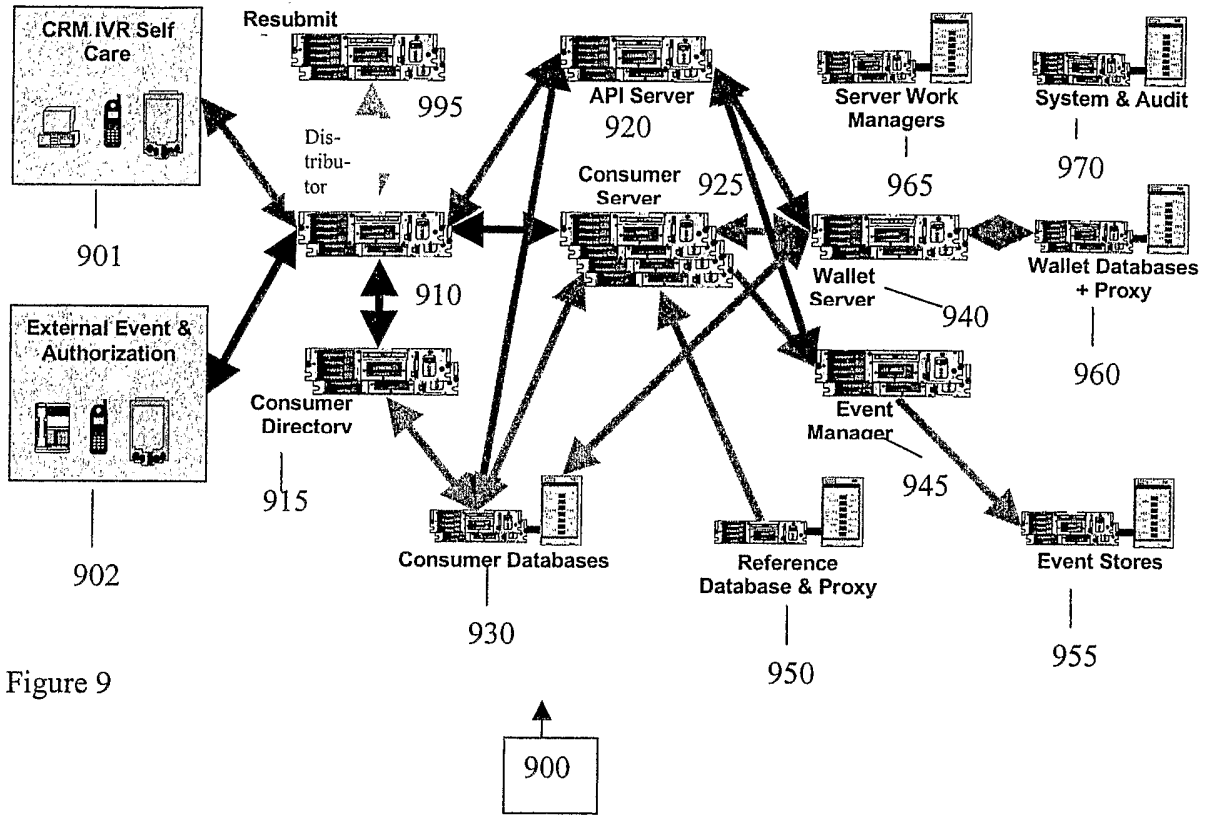 CRM IVR Self
Care
901
External Event &
Authorization
902
Resubmit
995
Dis-
tribu-
tor
910
Consumer
Directory
915
API Server
920
Consumer
Server
925
Consumer Databases
930
Server Work
Managers
965
System & Audit
970
Wallet
Server
940
Wallet Databases
+ Proxy
960
Event
Manager
945
Reference
Database & Proxy
950
Event Stores
955
Figure 9
900